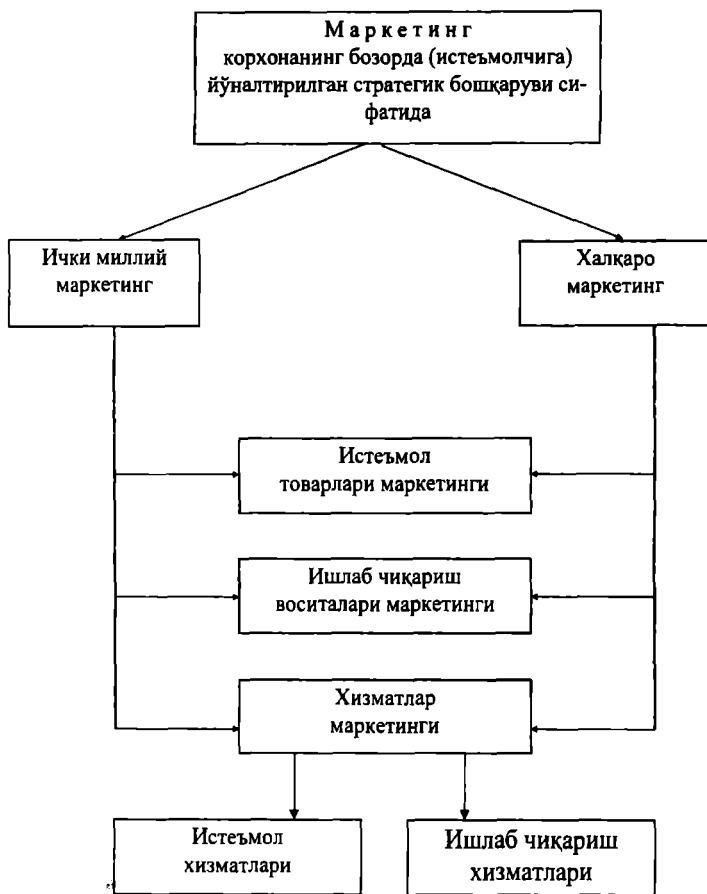 Маркетинг
корхонанинг бозорда (истеъмолчига)
йўналтирилган стратегик бошқаруви си-
фатида
Ички миллий
маркетинг
Халқаро
маркетинг
Истеъмол
товарлари маркетинги
Ишлаб чиқариш
воситалари маркетинги
Хизматлар
маркетинги
Истеъмол
хизматлари
Ишлаб чиқариш
хизматлари